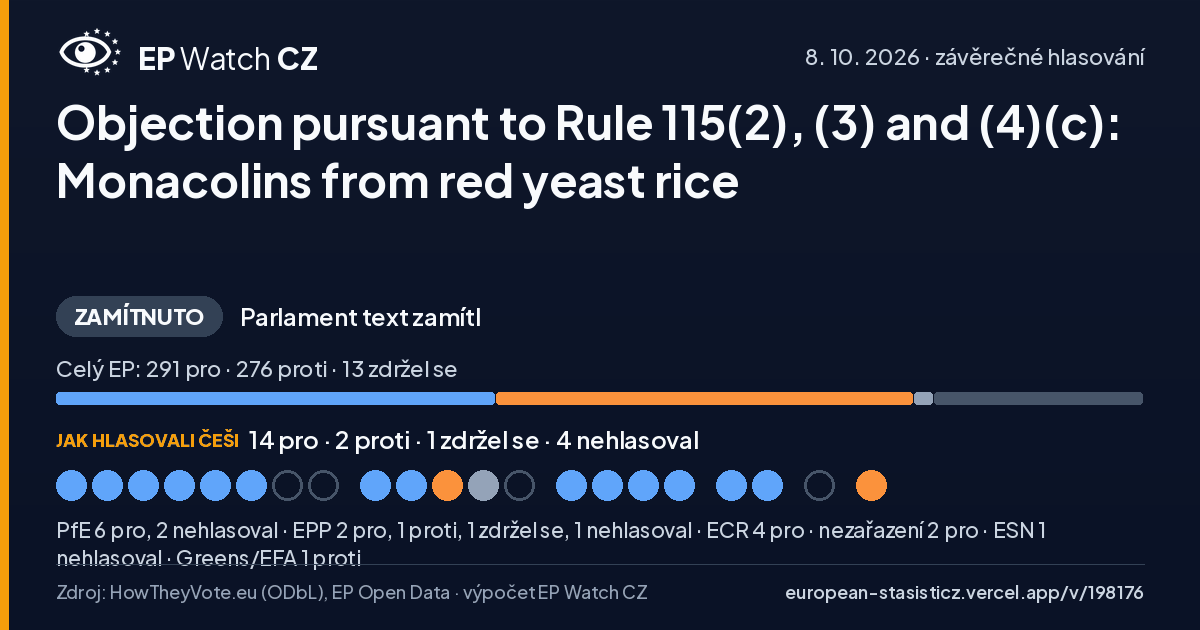 EP Watch CZ
8. 10. 2026 · závěrečné hlasování
Objection pursuant to Rule 115(2), (3) and (4)(c):
Monacolins from red yeast rice
ZAMÍTNUTO
Parlament text zamítl
Celý EP: 291 pro · 276 proti · 13 zdržel se
JAK HLASOVALI ČEŠI 14 pro · 2 proti · 1 zdržel se · 4 nehlasoval
PfE 6 pro, 2 nehlasoval · EPP 2 pro, 1 proti, 1 zdržel se, 1 nehlasoval · ECR 4 pro · nezařazení 2 pro · ESN 1
nehlasoval · Greens/EFA 1 proti
Zdroj: HowTheyVote.eu (ODbL), EP Open Data · výpočet EP Watch CZ
european-stasisticz.vercel.app/v/198176